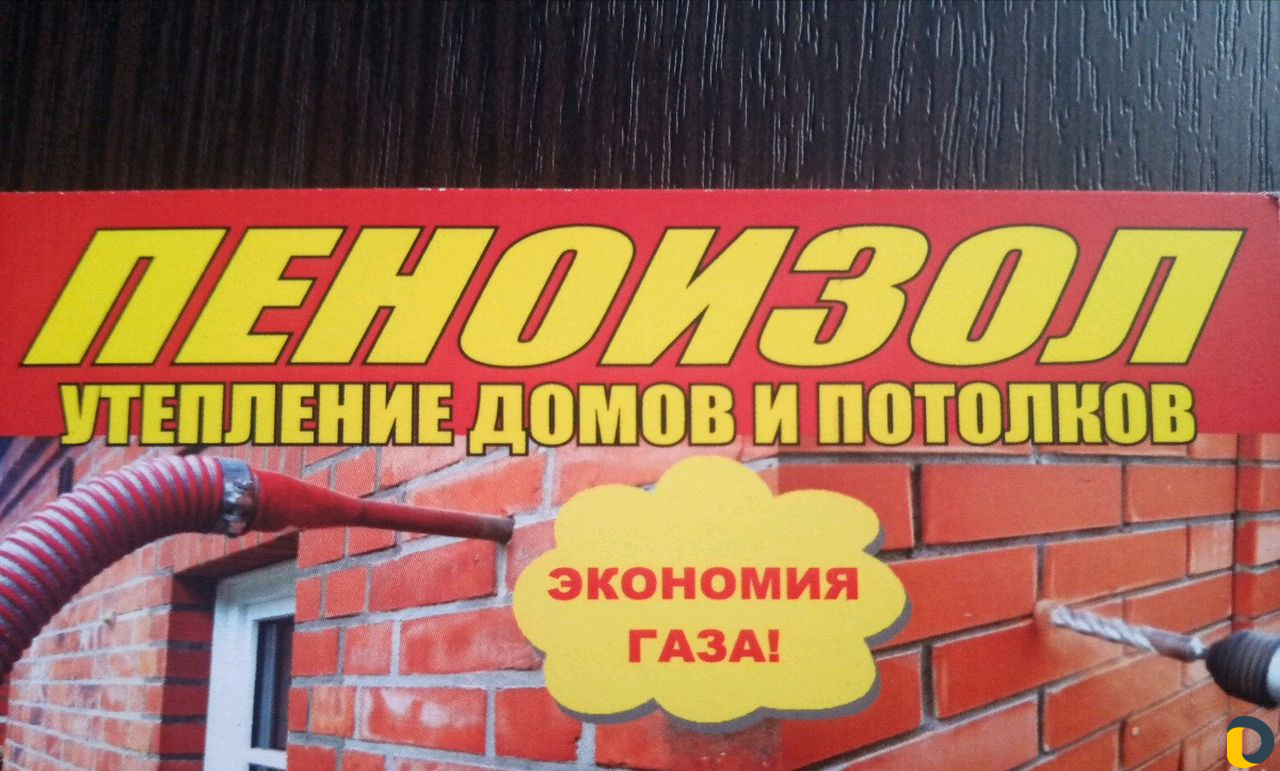 ПЕНОИЗОЛ
УТЕПЛЕНИЕ ДОМОВ И ПОТОЛКОВ
ЭКОНОМИЯ
ГАЗА!